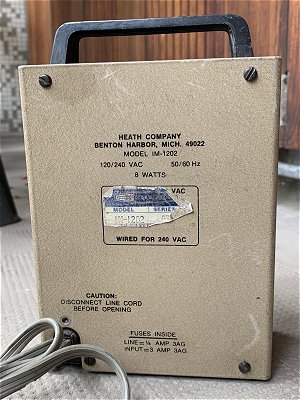 HEATH COMPANY
BENTON HARBOR, MICH. 49022
MODEL IM-1202
120/240 VAC 50/60 Hz
8 WATTS
VAC
MODEL SERIES
IM-1202
WIRED FOR 240 VAC
CAUTION:
DISCONNECT LINE CORD
BEFORE OPENING
FUSES INSIDE
LINE=¼ AMP 3AG
INPUT=3 AMP 3AG